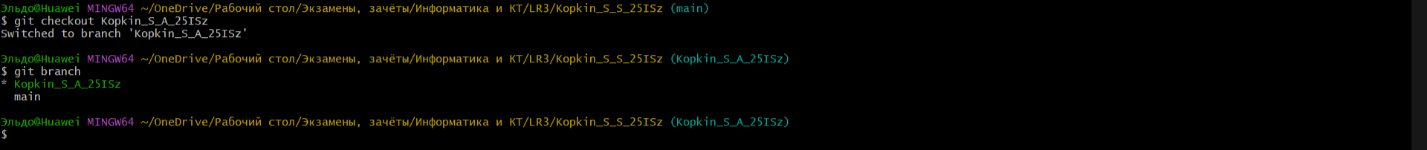 Эльдо@Huawei MINGW64 ~/OneDrive/Рабочий стол/Экзамены, зачёты/Информатика и КТ/LR3/Kopkin_S_S_25ISz (main)
$ git checkout Kopkin_S_A_25ISz
Switched to branch 'Kopkin_S_A_25ISz'
Эльдо@Huawei MINGW64 ~/OneDrive/Рабочий стол/Экзамены, зачёты/Информатика и КТ/LR3/Kopkin_S_S_25ISz (Kopkin_S_A_25ISz)
$ git branch
* Kopkin_S_A_25ISz
  main
Эльдо@Huawei MINGW64 ~/OneDrive/Рабочий стол/Экзамены, зачёты/Информатика и КТ/LR3/Kopkin_S_S_25ISz (Kopkin_S_A_25ISz)
$